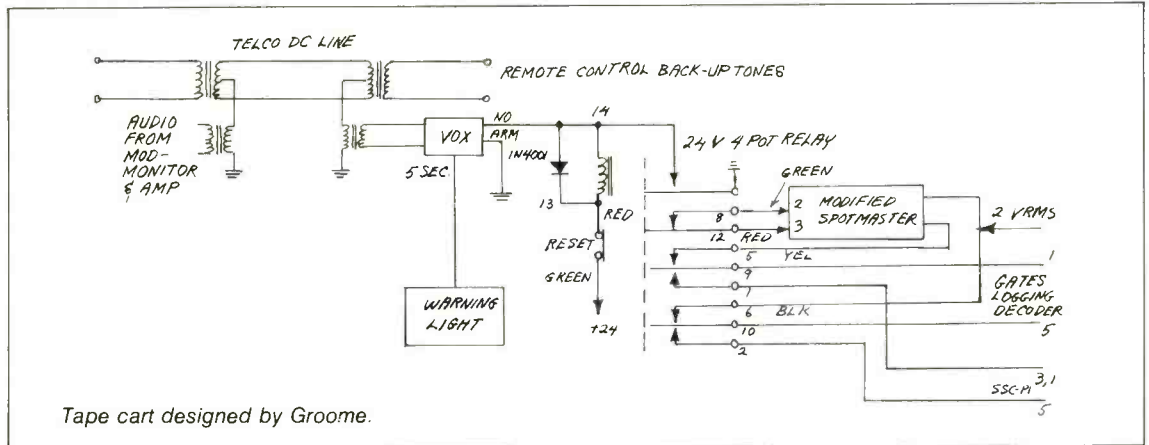 TELCO DC LINE
REMOTE CONTROL BACK-UP TONES
AUDIO
FROM
MOD-
MONITOR
& AMP
VOX
5 SEC.
NO
ARM
1N4001
14
13
RED
RESET
GREEN
+24
WARNING
LIGHT
24 V 4 POT RELAY
GREEN
8
12
RED
5
YEL
9
1
6
BLK
10
2
2
3
MODIFIED
SPOTMASTER
2 VRMS
1
GATES
LOGGING
DECODER
5
3,1
SSC-P1
5
Tape cart designed by Groome.